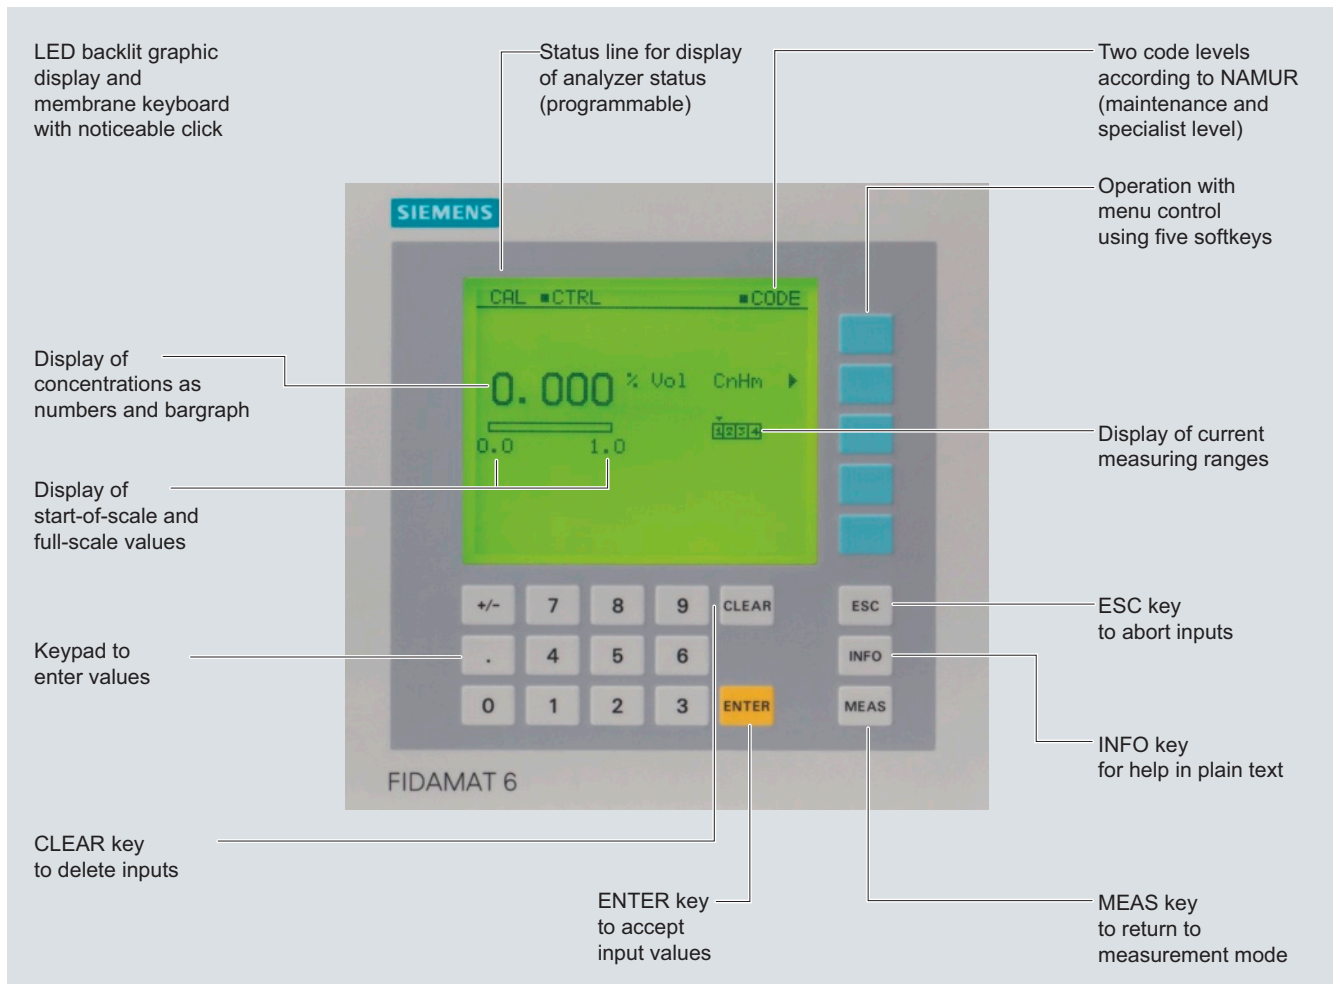 LED backlit graphic
display and
membrane keyboard
with noticeable click
Status line for display
of analyzer status
(programmable)
Two code levels
according to NAMUR
(maintenance and
specialist level)
Operation with
menu control
using five softkeys
SIEMENS
CAL ■CTRL ■CODE
Display of
concentrations as
numbers and bargraph
0.000 % Vol CnHm ▶
1 2 3 4
0.0 1.0
Display of current
measuring ranges
Display of
start-of-scale and
full-scale values
+/- 7 8 9 CLEAR ESC
ESC key
to abort inputs
Keypad to
enter values
. 4 5 6 INFO
0 1 2 3 ENTER MEAS
INFO key
for help in plain text
FIDAMAT 6
CLEAR key
to delete inputs
ENTER key
to accept
input values
MEAS key
to return to
measurement mode